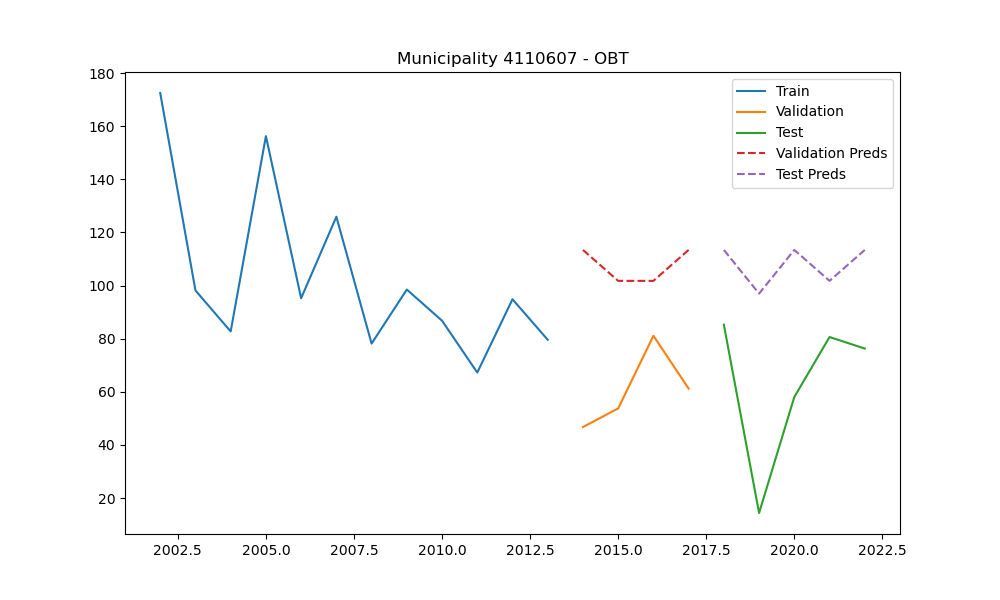 Municipality 4110607 - OBT
180
160
140
120
100
80
60
40
20
Train
Validation
Test
Validation Preds
Test Preds
2002.5 2005.0 2007.5 2010.0 2012.5 2015.0 2017.5 2020.0 2022.5